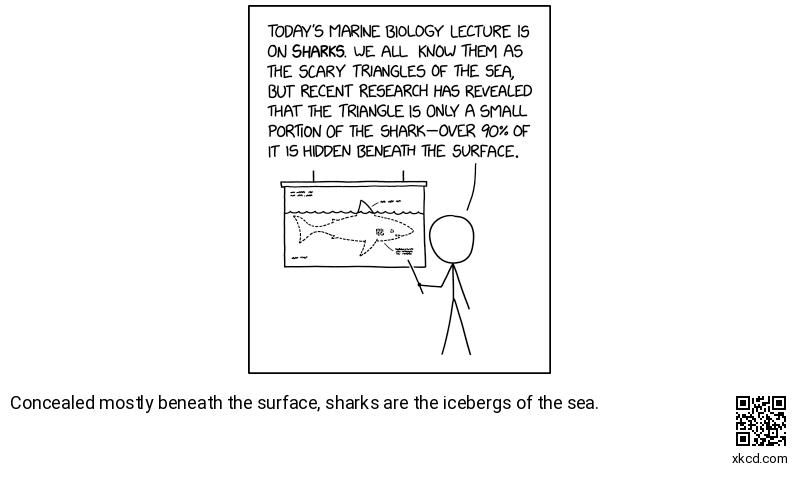 TODAY'S MARINE BIOLOGY LECTURE IS
ON SHARKS. WE ALL KNOW THEM AS
THE SCARY TRIANGLES OF THE SEA,
BUT RECENT RESEARCH HAS REVEALED
THAT THE TRIANGLE IS ONLY A SMALL
PORTION OF THE SHARK—OVER 90% OF
IT IS HIDDEN BENEATH THE SURFACE.
Concealed mostly beneath the surface, sharks are the icebergs of the sea.
xkcd.com